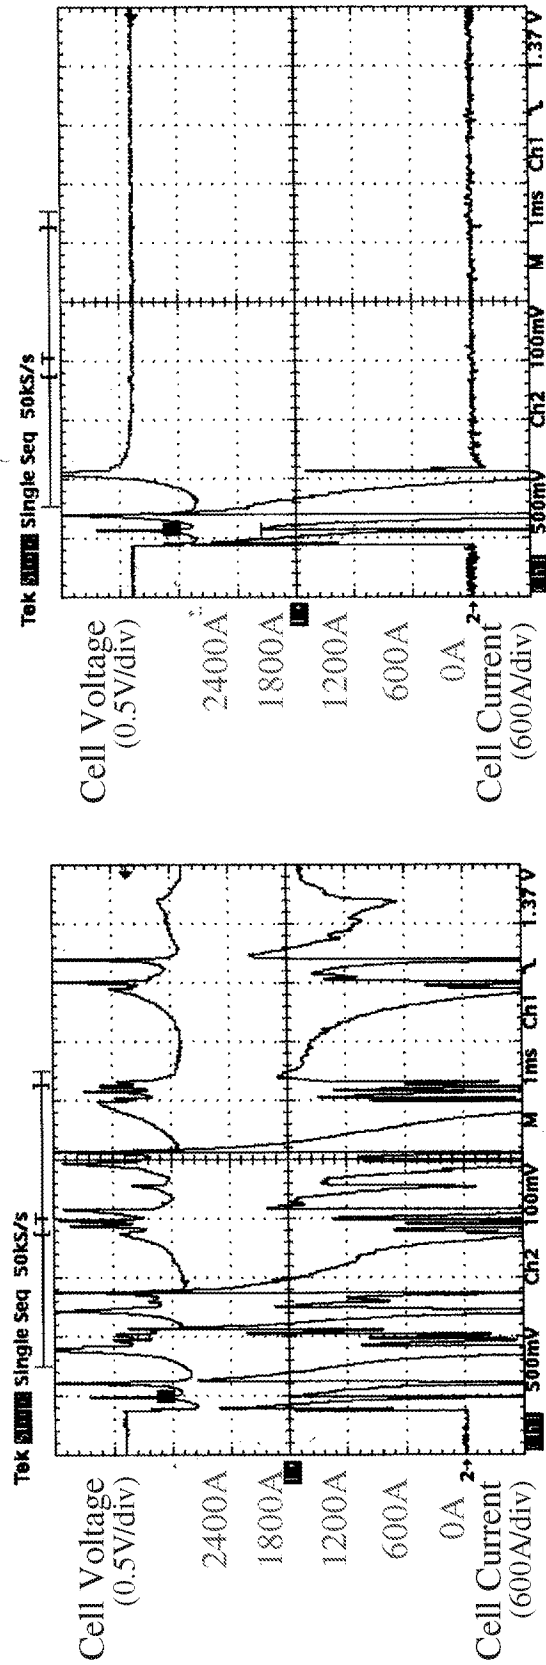 Tek Single Seq 50kS/s
Cell Voltage
(0.5V/div)
2400A
1800A
1200A
600A
0A
2→
Cell Current
(600A/div)
500mV Ch2 100mV M 1ms Ch1 1.37 V
Tek Single Seq 50kS/s
Cell Voltage
(0.5V/div)
2400A
1800A
1200A
600A
0A
2→
Cell Current
(600A/div)
500mV Ch2 100mV M 1ms Ch1 1.37 V